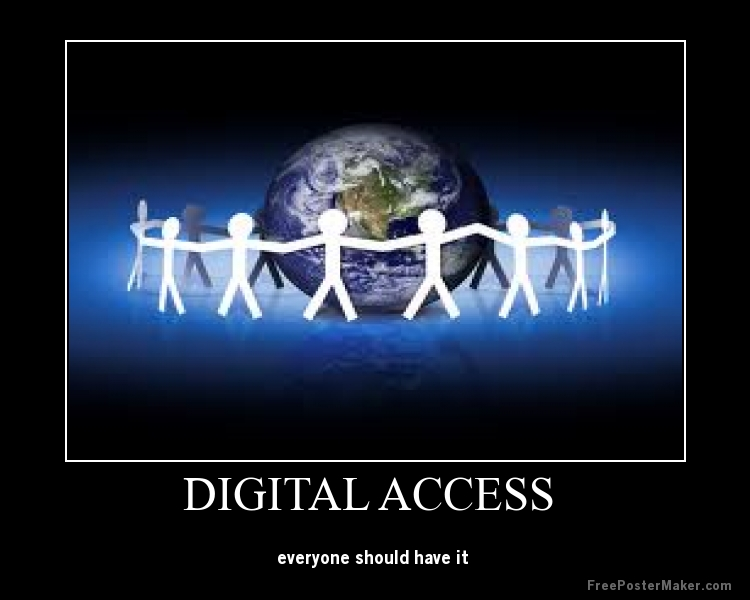 DIGITAL ACCESS
everyone should have it
FreePosterMaker.com